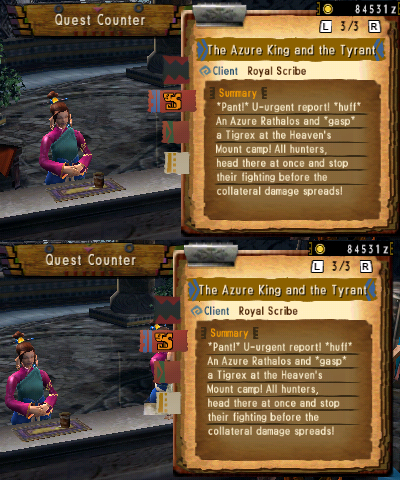 Quest Counter
84531z
L 3/3 R
The Azure King and the Tyrant
Client Royal Scribe
Summary
*Pant!* U-urgent report! *huff*
An Azure Rathalos and *gasp*
a Tigrex at the Heaven's
Mount camp! All hunters,
head there at once and stop
their fighting before the
collateral damage spreads!
Quest Counter
84531z
L 3/3 R
The Azure King and the Tyrant
Client Royal Scribe
Summary
*Pant!* U-urgent report! *huff*
An Azure Rathalos and *gasp*
a Tigrex at the Heaven's
Mount camp! All hunters,
head there at once and stop
their fighting before the
collateral damage spreads!